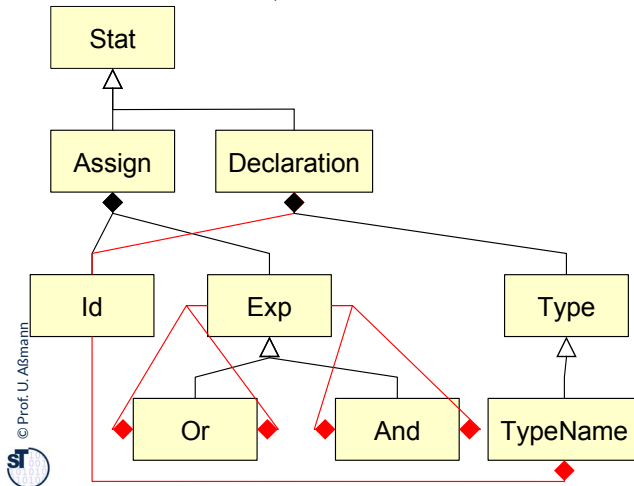 Stat
Assign
Declaration
Id
Exp
Type
Or
And
TypeName
© Prof. U. Aßmann
ST